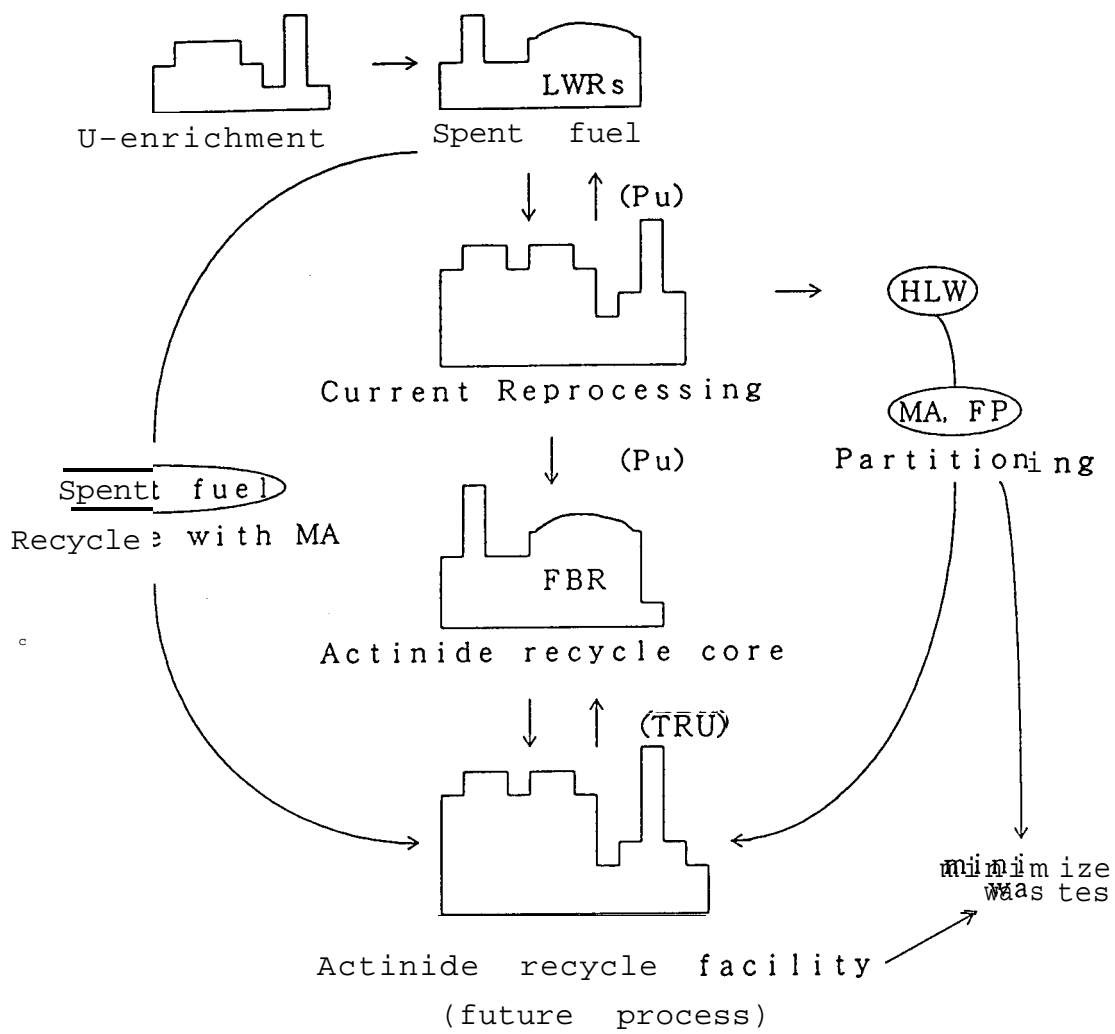 LWRs
U-enrichment
Spent fuel
(Pu)
HLW
Current Reprocessing
MA, FP
(Pu)
Partitioning
Spent fuel
Recycle with MA
FBR
c
Actinide recycle core
(TRU)
minimize
wastes
Actinide recycle facility
(future process)